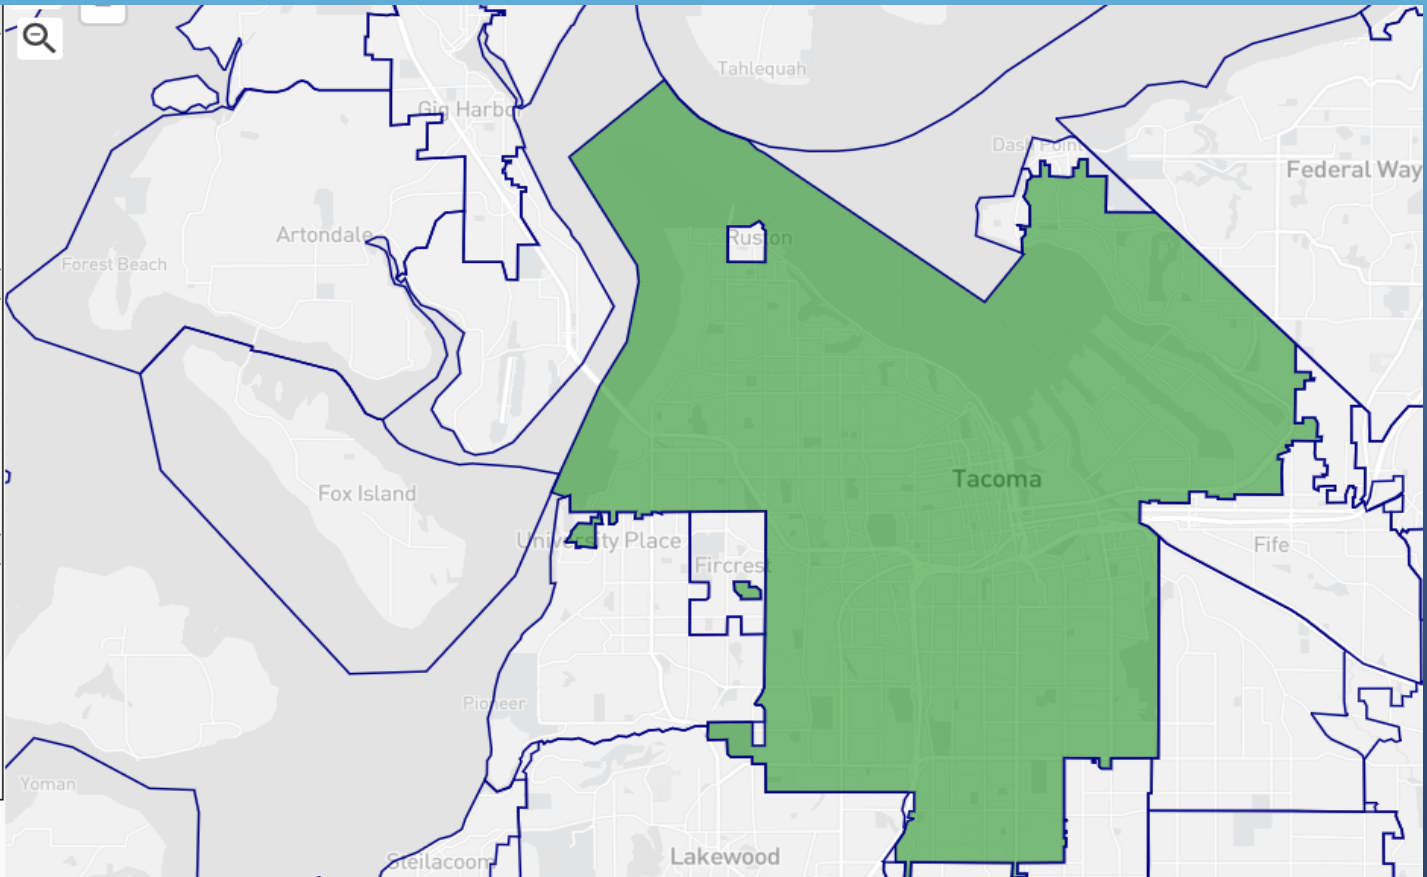 Tahlequah
Gig Harbor
Dash Point
Federal Way
Artondale
Ruston
Forest Beach
Tacoma
Fox Island
University Place
Fife
Fircrest
Pioneer
Yoman
Lakewood
Steilacoom